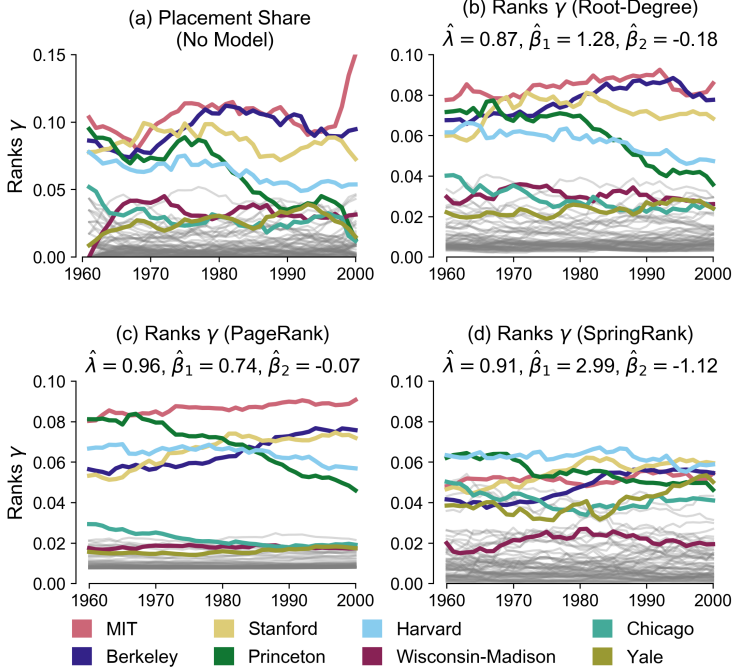 (a) Placement Share
(No Model)
(b) Ranks γ (Root-Degree)
λ̂ = 0.87, β̂₁ = 1.28, β̂₂ = -0.18
Ranks γ
0.15
0.10
0.05
0.00
1960 1970 1980 1990 2000
0.10
0.08
0.06
0.04
0.02
0.00
1960 1970 1980 1990 2000
(c) Ranks γ (PageRank)
λ̂ = 0.96, β̂₁ = 0.74, β̂₂ = -0.07
(d) Ranks γ (SpringRank)
λ̂ = 0.91, β̂₁ = 2.99, β̂₂ = -1.12
Ranks γ
0.10
0.08
0.06
0.04
0.02
0.00
1960 1970 1980 1990 2000
0.10
0.08
0.06
0.04
0.02
0.00
1960 1970 1980 1990 2000
MIT Stanford Harvard Chicago
Berkeley Princeton Wisconsin-Madison Yale